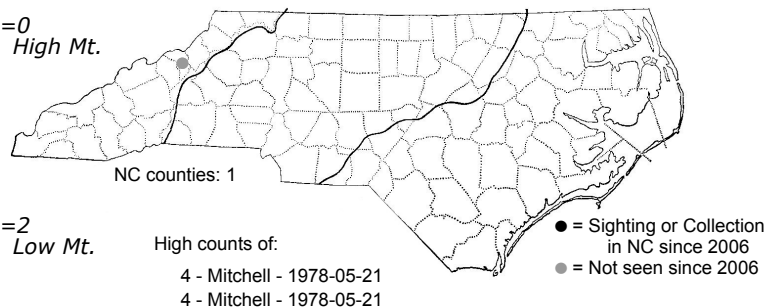 =0
High Mt.
NC counties: 1
=2
Low Mt.
High counts of:
4 - Mitchell - 1978-05-21
4 - Mitchell - 1978-05-21
● = Sighting or Collection
in NC since 2006
● = Not seen since 2006